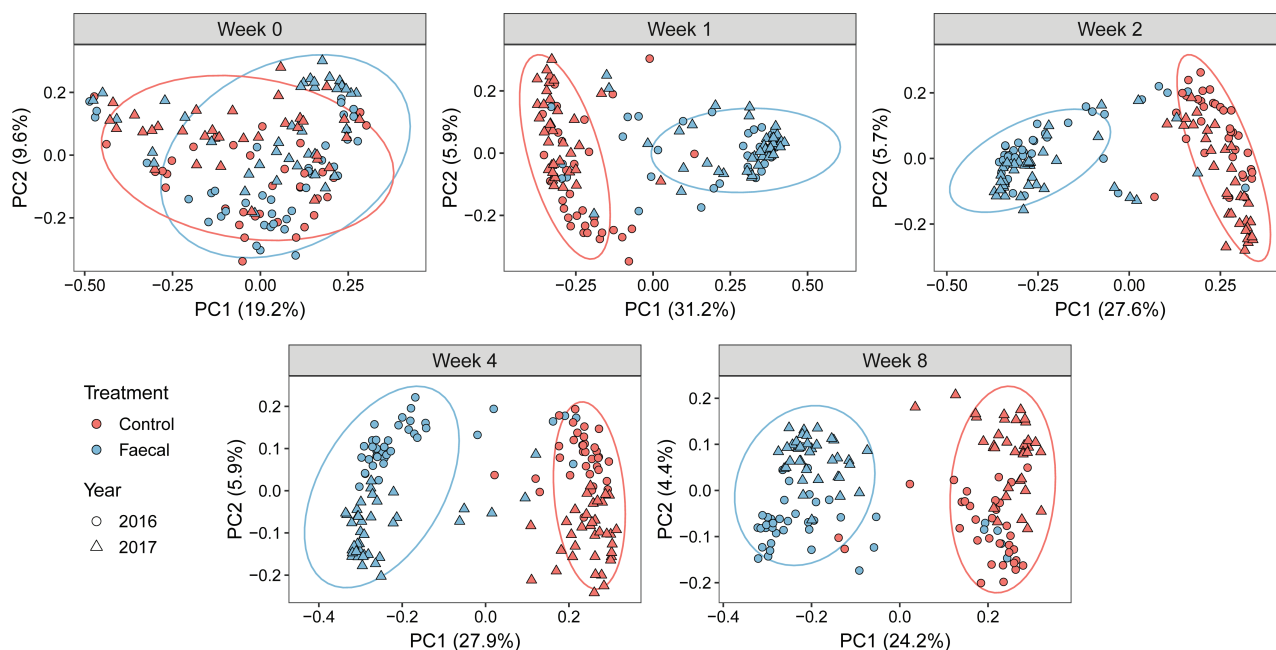 Week 0
Week 1
Week 2
PC2 (9.6%)
0.2
0.0
−0.2
−0.50
−0.25
0.00
0.25
PC1 (19.2%)
PC2 (5.9%)
0.2
0.0
−0.2
−0.50
−0.25
0.00
0.25
0.50
PC1 (31.2%)
PC2 (5.7%)
0.2
0.0
−0.2
−0.50
−0.25
0.00
0.25
PC1 (27.6%)
Treatment
Control
Faecal
Year
2016
2017
Week 4
PC2 (5.9%)
0.2
0.1
0.0
−0.1
−0.2
−0.4
−0.2
0.0
0.2
PC1 (27.9%)
Week 8
PC2 (4.4%)
0.2
0.1
0.0
−0.1
−0.2
−0.4
−0.2
0.0
0.2
PC1 (24.2%)